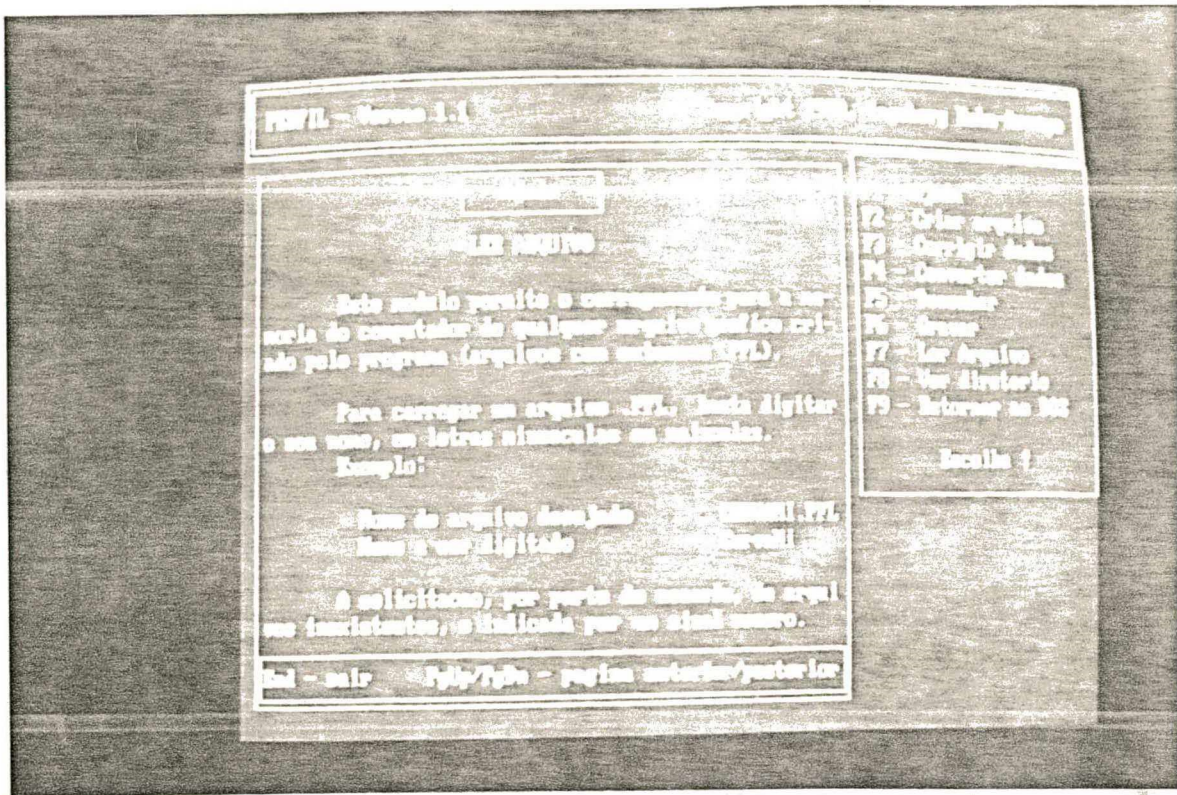 PERFIL - Versao 1.1
LER ARQUIVO
Este modulo permite o carregamento para a me-
moria do computador de qualquer arquivo grafico cri-
ado pelo programa (arquivos com extensao .PFL).
Para carregar um arquivo .PFL, basta digitar
o seu nome, em letras minusculas ou maiusculas.
Exemplo:
Nome do arquivo desejado .PFL
Nome a ser digitado
A solicitacao, por parte do usuario, de arqui
vos inexistentes, e indicada por um sinal sonoro.
End - sair PgUp/PgDn - pagina anterior/posterior
F2 - Criar arquivo
F3 - Corrigir dados
F4 - Converter dados
F5 - Desenhar
F6 - Gravar
F7 - Ler Arquivo
F8 - Ver diretorio
F9 - Retornar ao DOS
Escolha